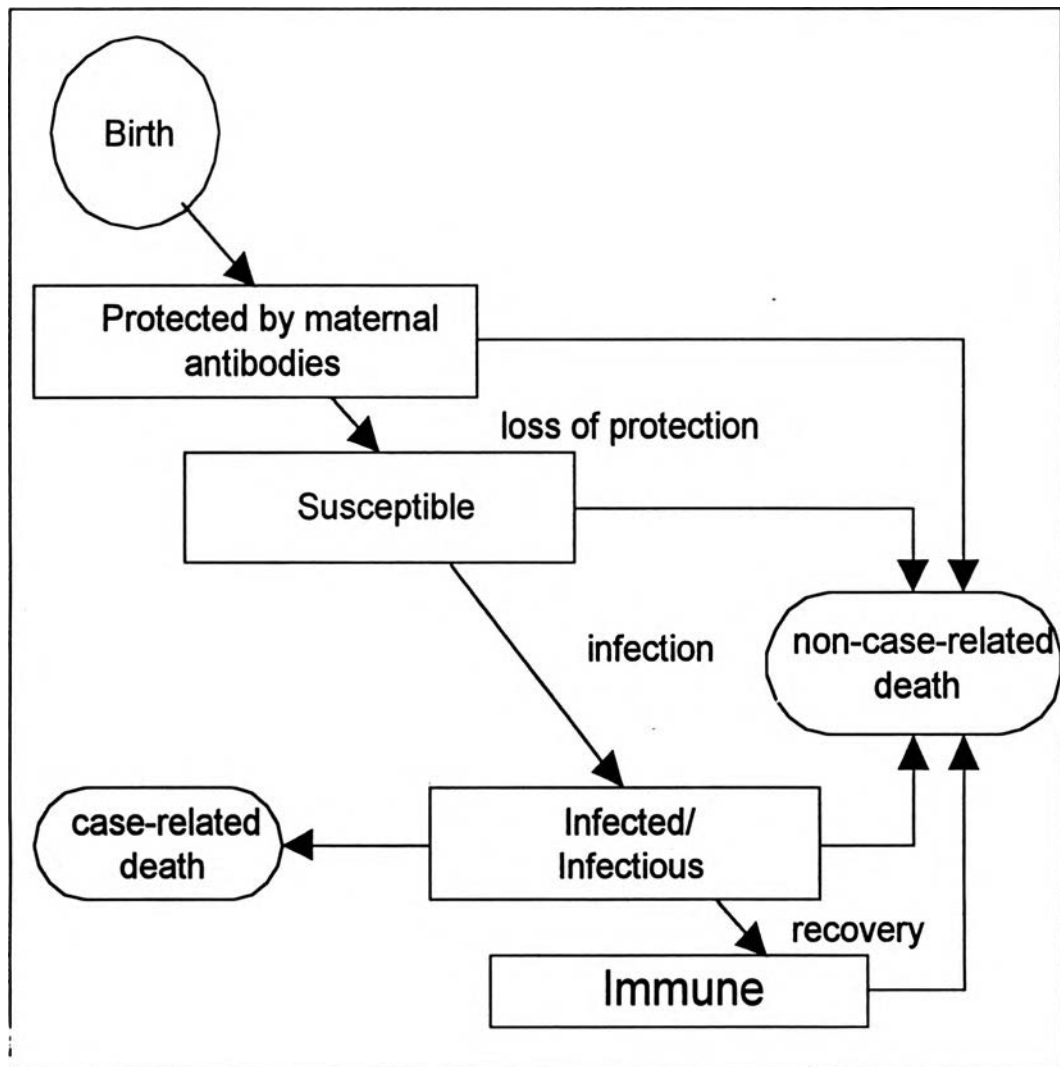 Birth
Protected by maternal
antibodies
loss of protection
Susceptible
infection
non-case-related
death
case-related
death
Infected/
Infectious
recovery
Immune